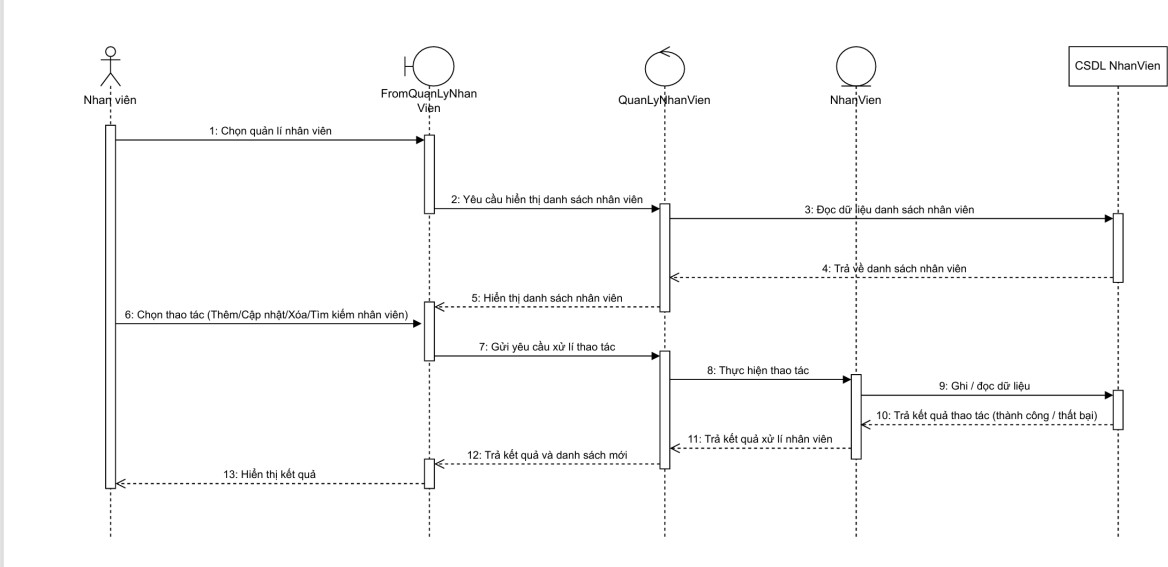 CSDL NhanVien
Nhan viên
FromQuanLyNhan
Vien
QuanLyNhanVien
NhanVien
1: Chọn quản lí nhân viên
2: Yêu cầu hiển thị danh sách nhân viên
3: Đọc dữ liệu danh sách nhân viên
4: Trả về danh sách nhân viên
5: Hiển thị danh sách nhân viên
6: Chọn thao tác (Thêm/Cập nhật/Xóa/Tìm kiếm nhân viên)
7: Gửi yêu cầu xử lí thao tác
8: Thực hiện thao tác
9: Ghi / đọc dữ liệu
10: Trả kết quả thao tác (thành công / thất bại)
11: Trả kết quả xử lí nhân viên
12: Trả kết quả và danh sách mới
13: Hiển thị kết quả